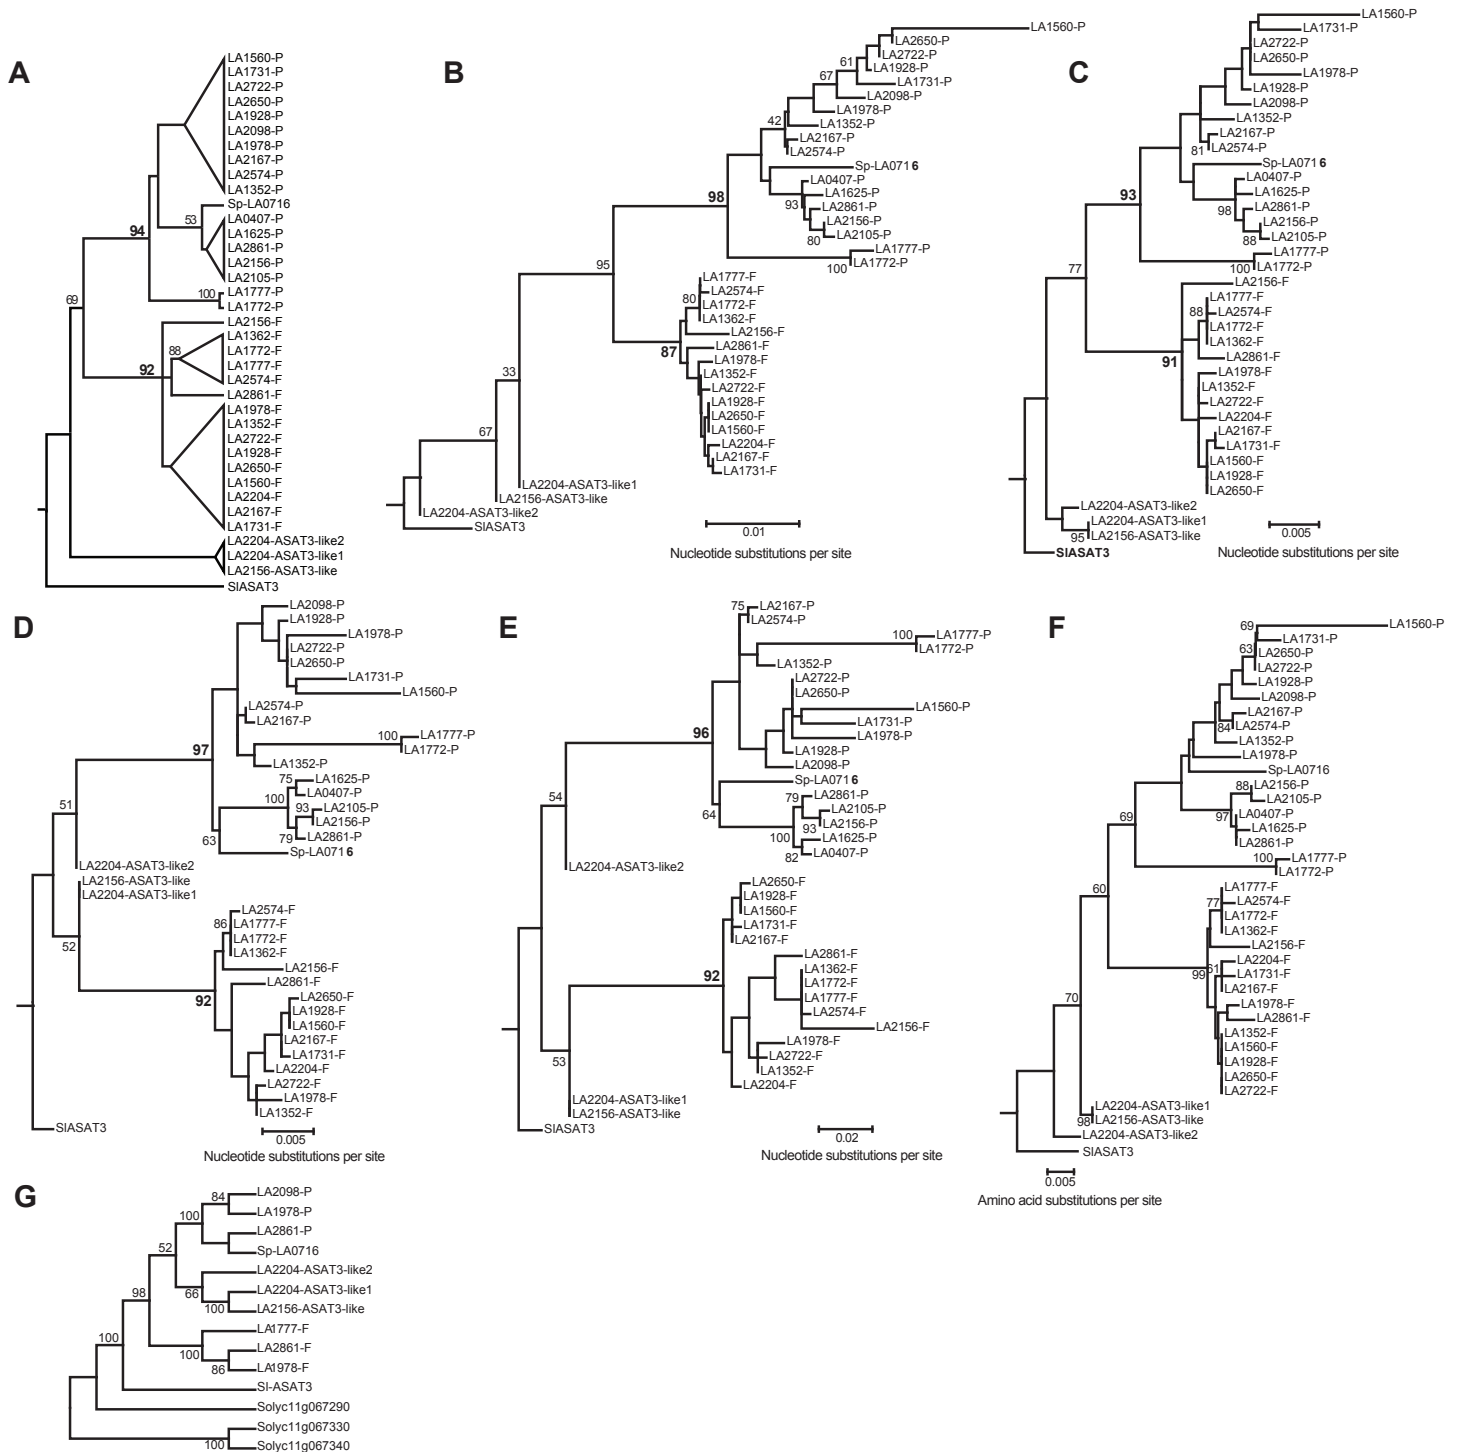 A
LA1560-P
LA1731-P
LA2722-P
LA2650-P
LA1928-P
LA2098-P
LA1978-P
LA2167-P
LA2574-P
LA1352-P
Sp-LA0716
53
LA0407-P
LA1625-P
LA2861-P
LA2156-P
LA2105-P
94
100
LA1777-P
LA1772-P
69
LA2156-F
LA1362-F
88
LA1772-F
LA1777-F
92
LA2574-F
LA2861-F
LA1978-F
LA1352-F
LA2722-F
LA1928-F
LA2650-F
LA1560-F
LA2204-F
LA2167-F
LA1731-F
LA2204-ASAT3-like2
LA2204-ASAT3-like1
LA2156-ASAT3-like
SlASAT3
B
LA1560-P
LA2650-P
LA2722-P
61
LA1928-P
67
LA1731-P
LA2098-P
LA1978-P
42
LA1352-P
LA2167-P
LA2574-P
Sp-LA0716
LA0407-P
LA1625-P
93
LA2861-P
98
LA2156-P
80
LA2105-P
LA1777-P
100
LA1772-P
95
LA1777-F
LA2574-F
80
LA1772-F
LA1362-F
LA2156-F
87
LA2861-F
LA1978-F
LA1352-F
33
LA2722-F
LA1928-F
LA2650-F
LA1560-F
67
LA2204-F
LA2167-F
LA1731-F
LA2204-ASAT3-like1
LA2156-ASAT3-like
LA2204-ASAT3-like2
SlASAT3
0.01
Nucleotide substitutions per site
C
LA1560-P
LA1731-P
LA2722-P
LA2650-P
LA1978-P
LA1928-P
LA2098-P
LA1352-P
LA2167-P
81
LA2574-P
Sp-LA0716
LA0407-P
93
LA1625-P
98
LA2861-P
LA2156-P
88
LA2105-P
LA1777-P
100
LA1772-P
77
LA2156-F
LA1777-F
88
LA2574-F
LA1772-F
LA1362-F
91
LA2861-F
LA1978-F
LA1352-F
LA2722-F
LA2204-F
LA2167-F
LA1731-F
LA1560-F
LA1928-F
LA2650-F
LA2204-ASAT3-like2
LA2204-ASAT3-like1
95
LA2156-ASAT3-like
SlASAT3
0.005
Nucleotide substitutions per site
D
LA2098-P
LA1928-P
LA1978-P
LA2722-P
LA2650-P
LA1731-P
LA1560-P
LA2574-P
LA2167-P
97
100
LA1777-P
LA1772-P
LA1352-P
75
LA1625-P
100
LA0407-P
51
93
LA2105-P
LA2156-P
63
79
LA2861-P
Sp-LA0716
LA2204-ASAT3-like2
LA2156-ASAT3-like
LA2204-ASAT3-like1
52
LA2574-F
86
LA1777-F
LA1772-F
LA1362-F
LA2156-F
92
LA2861-F
LA2650-F
LA1928-F
LA1560-F
LA2167-F
LA1731-F
LA2204-F
LA2722-F
LA1978-F
LA1352-F
SlASAT3
0.005
Nucleotide substitutions per site
E
75
LA2167-P
LA2574-P
100
LA1777-P
LA1772-P
LA1352-P
LA2722-P
LA2650-P
LA1560-P
LA1731-P
96
LA1978-P
LA1928-P
LA2098-P
Sp-LA0716
54
79
LA2861-P
64
LA2105-P
93
LA2156-P
100
LA1625-P
82
LA0407-P
LA2204-ASAT3-like2
LA2650-F
LA1928-F
LA1560-F
LA1731-F
LA2167-F
92
LA2861-F
LA1362-F
LA1772-F
LA1777-F
LA2574-F
LA2156-F
53
LA1978-F
LA2722-F
LA1352-F
LA2204-F
LA2204-ASAT3-like1
LA2156-ASAT3-like
SlASAT3
0.02
Nucleotide substitutions per site
F
69
LA1560-P
LA1731-P
63
LA2650-P
LA2722-P
LA1928-P
LA2098-P
LA2167-P
84
LA2574-P
LA1352-P
LA1978-P
Sp-LA0716
88
LA2156-P
LA2105-P
97
LA0407-P
69
LA1625-P
LA2861-P
100
LA1777-P
LA1772-P
60
LA1777-F
77
LA2574-F
LA1772-F
LA1362-F
LA2156-F
99
61
LA2204-F
LA1731-F
LA2167-F
70
LA1978-F
LA2861-F
LA1352-F
LA1560-F
LA1928-F
LA2650-F
LA2722-F
LA2204-ASAT3-like1
98
LA2156-ASAT3-like
LA2204-ASAT3-like2
SlASAT3
0.005
Amino acid substitutions per site
G
84
LA2098-P
LA1978-P
100
LA2861-P
Sp-LA0716
52
LA2204-ASAT3-like2
66
LA2204-ASAT3-like1
100
LA2156-ASAT3-like
98
LA1777-F
100
LA2861-F
86
LA1978-F
100
Sl-ASAT3
Solyc11g067290
Solyc11g067330
100
Solyc11g067340